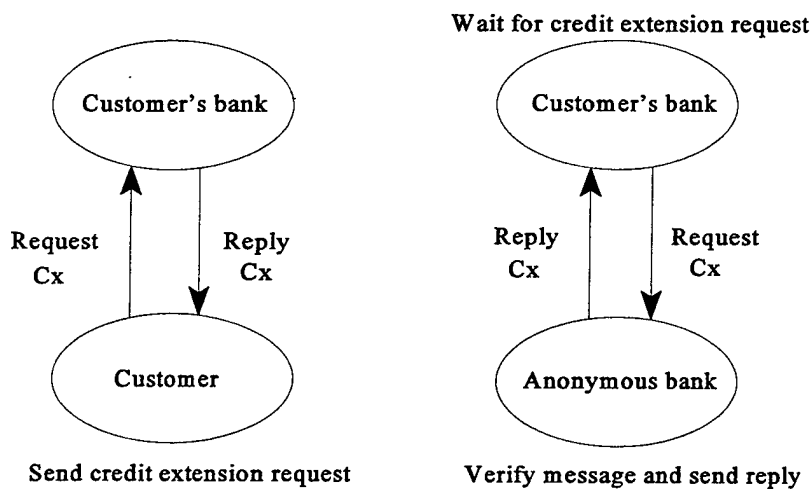 Wait for credit extension request
Customer's bank
Customer's bank
Request
Cx
Reply
Cx
Reply
Cx
Request
Cx
Customer
Anonymous bank
Send credit extension request
Verify message and send reply